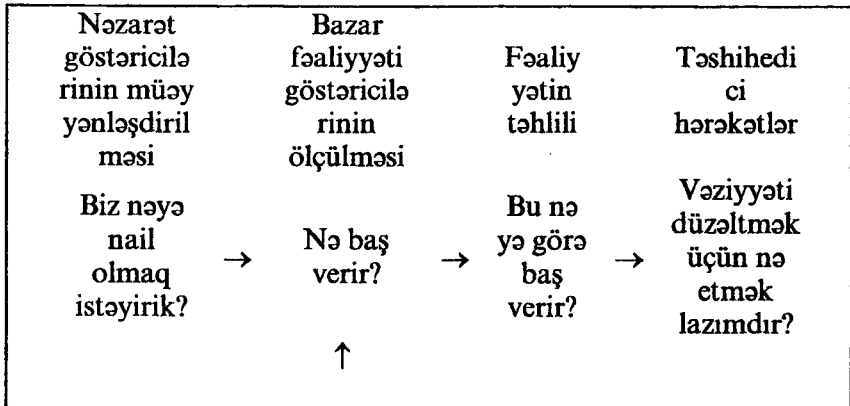 Nəzarət
göstəricilə
rinin müəy
yənləşdiril
məsi
Bazar
fəaliyyəti
göstəricilə
rinin
ölçülməsi
Fəaliy
yətin
təhlili
Təshihedi
ci
hərəkətlər
Biz nəyə
nail
olmaq
istəyirik?
→
Nə baş
verir?
→
Bu nə
yə görə
baş
verir?
→
Vəziyyəti
düzəltmək
üçün nə
etmək
lazımdır?
↑